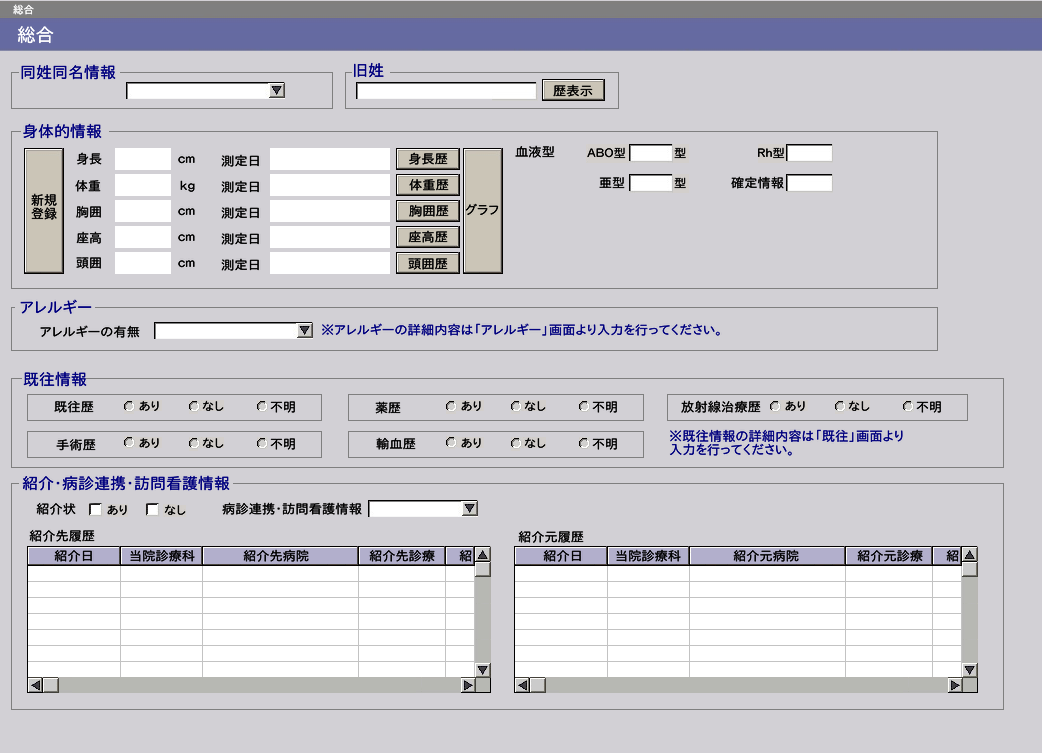 総合
総合
同姓同名情報
旧姓
歴表示
身体的情報
新規登録
身長 cm 測定日 身長歴
体重 kg 測定日 体重歴
胸囲 cm 測定日 胸囲歴
座高 cm 測定日 座高歴
頭囲 cm 測定日 頭囲歴
グラフ
血液型 ABO型 型 Rh型
亜型 型 確定情報
アレルギー
アレルギーの有無 ※アレルギーの詳細内容は「アレルギー」画面より入力を行ってください。
既往情報
既往歴 あり なし 不明 薬歴 あり なし 不明 放射線治療歴 あり なし 不明
手術歴 あり なし 不明 輸血歴 あり なし 不明
※既往情報の詳細内容は「既往」画面より
入力を行ってください。
紹介・病診連携・訪問看護情報
紹介状 あり なし 病診連携・訪問看護情報
紹介先履歴
紹介日 当院診療科 紹介先病院 紹介先診療 紹
紹介元履歴
紹介日 当院診療科 紹介元病院 紹介元診療 紹